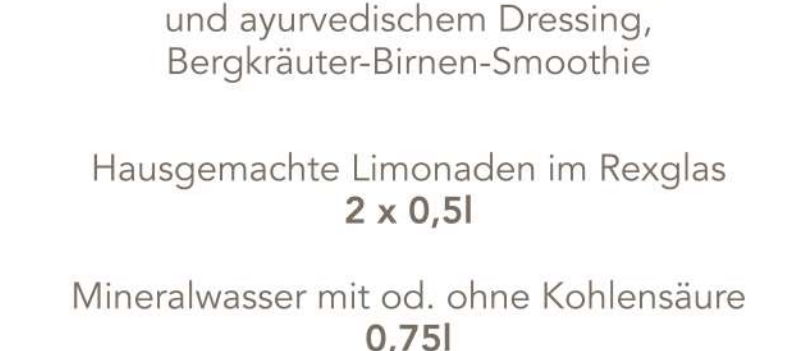 und ayurvedischem Dressing,
Bergkräuter-Birnen-Smoothie
Hausgemachte Limonaden im Rexglas
2 x 0,5l
Mineralwasser mit od. ohne Kohlensäure
0,75l